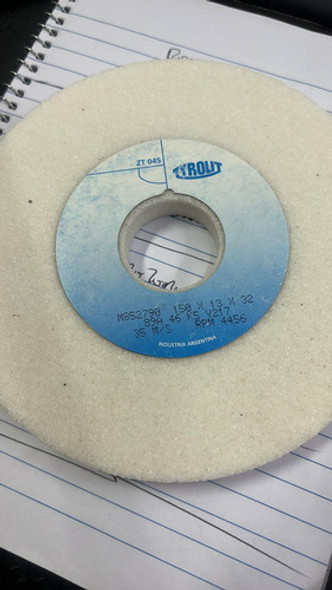 ZT 045
TYROLIT
M852790 150 X 13 X 32
89A 46 K5 V217
35 M/S RPM 4456
INDUSTRIA ARGENTINA